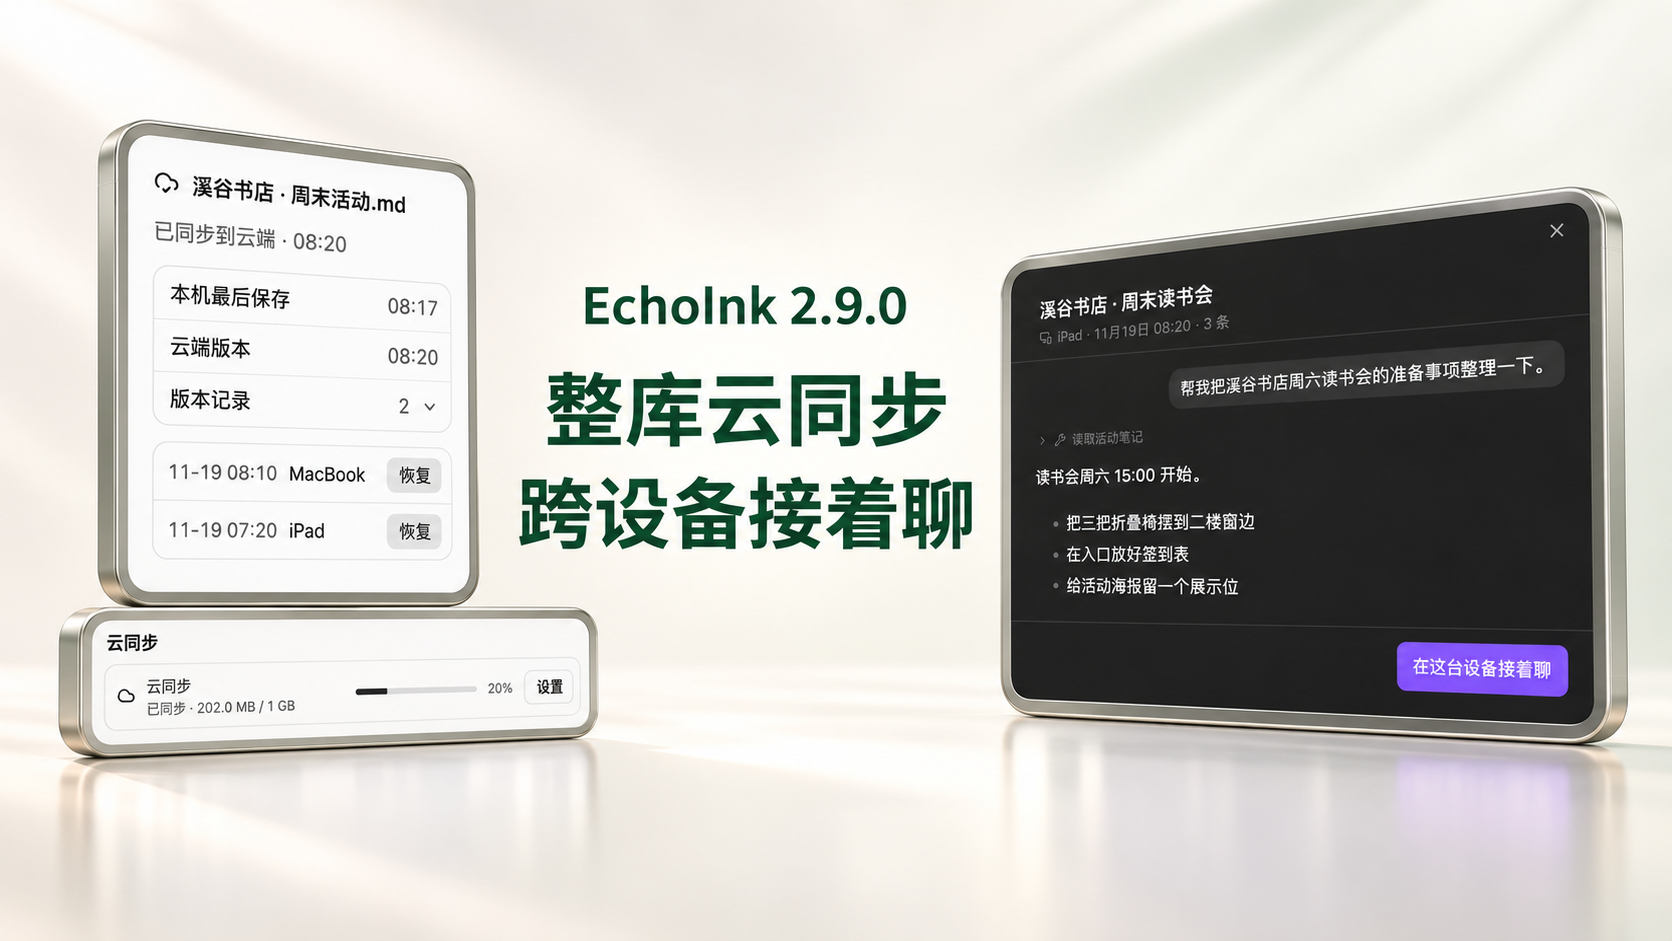 溪谷书店 · 周末活动.md
已同步到云端 · 08:20
本机最后保存 08:17
云端版本 08:20
版本记录 2
11-19 08:10 MacBook 恢复
11-19 07:20 iPad 恢复
云同步
云同步
已同步 · 202.0 MB / 1 GB
20%
设置
EchoInk 2.9.0
整库云同步
跨设备接着聊
溪谷书店 · 周末读书会
iPad · 11月19日 08:20 · 3 条
帮我把溪谷书店周六读书会的准备事项整理一下。
读取活动笔记
读书会周六 15:00 开始。
把三把折叠椅摆到二楼窗边
在入口放好签到表
给活动海报留一个展示位
在这台设备接着聊